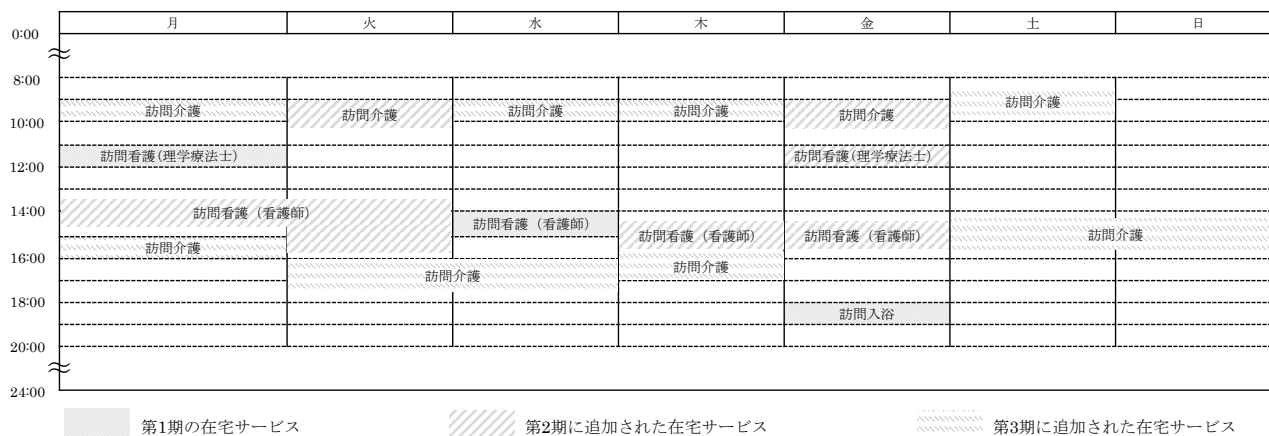 月 火 水 木 金 土 日
0:00
8:00
訪問介護 訪問介護 訪問介護 訪問介護 訪問介護 訪問介護
10:00
訪問看護(理学療法士) 訪問看護(理学療法士)
12:00
14:00
訪問看護（看護師） 訪問看護（看護師） 訪問看護（看護師） 訪問看護（看護師） 訪問介護
訪問介護
16:00
訪問介護 訪問介護
18:00
訪問入浴
20:00
24:00
第1期の在宅サービス 第2期に追加された在宅サービス 第3期に追加された在宅サービス